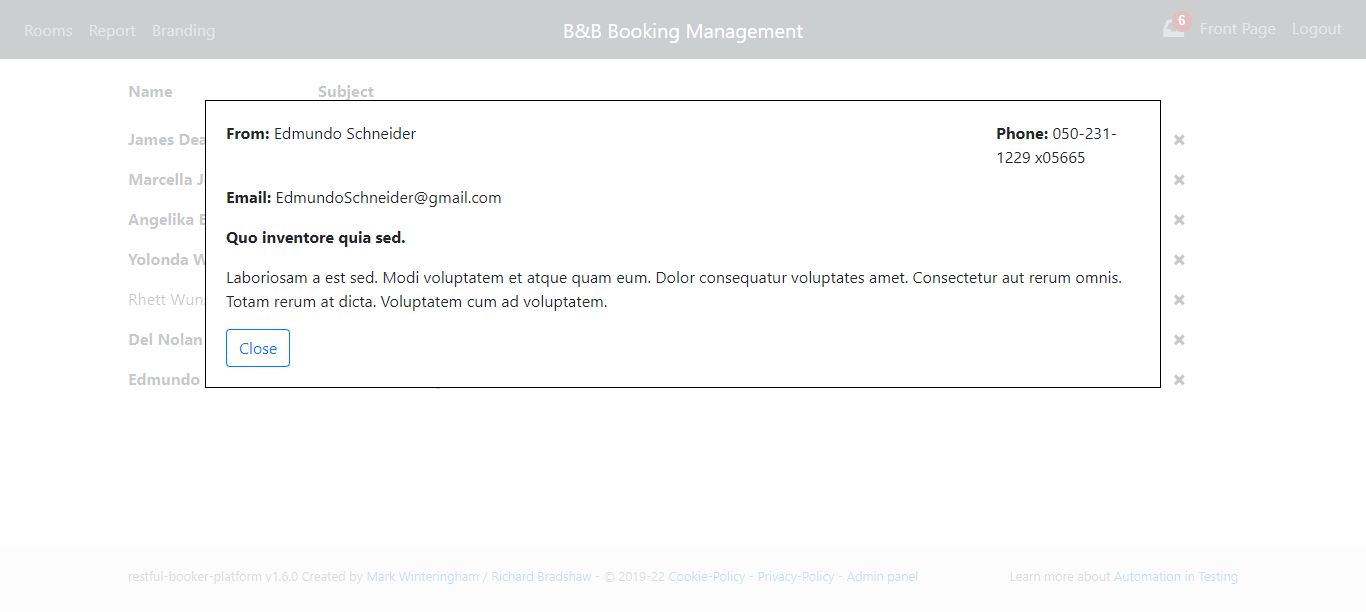 Rooms Report Branding B&B Booking Management 6 Front Page Logout
Name Subject
From: Edmundo Schneider Phone: 050-231-
1229 x05665
James Dea
Marcella J
Email: EdmundoSchneider@gmail.com
Angelika
Quo inventore quia sed.
Yolonda W
Laboriosam a est sed. Modi voluptatem et atque quam eum. Dolor consequatur voluptates amet. Consectetur aut rerum omnis.
Rhett Wun
Totam rerum at dicta. Voluptatem cum ad voluptatem.
Del Nolan
Close
Edmundo
restful-booker-platform v1.6.0 Created by Mark Winteringham / Richard Bradshaw - © 2019-22 Cookie-Policy - Privacy-Policy - Admin panel Learn more about Automation in Testing